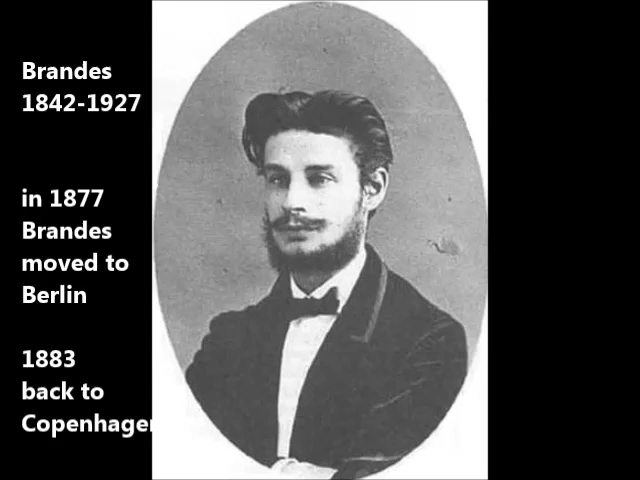 Brandes
1842-1927
in 1877
Brandes
moved to
Berlin
1883
back to
Copenhagen